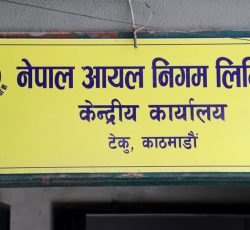 नेपाल आयल निगम लि
केन्द्रीय कार्यालय
टेकु, काठमाडौं